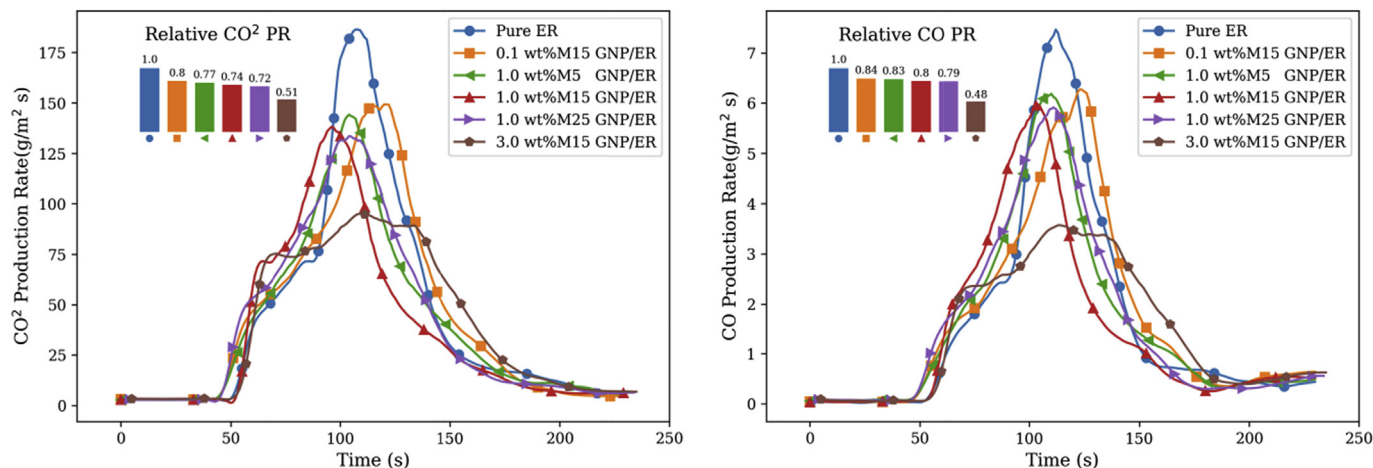 Relative CO² PR
1.0
0.8
0.77
0.74
0.72
0.51
Pure ER
0.1 wt%M15 GNP/ER
1.0 wt%M5 GNP/ER
1.0 wt%M15 GNP/ER
1.0 wt%M25 GNP/ER
3.0 wt%M15 GNP/ER
CO² Production Rate(g/m² s)
175
150
125
100
75
50
25
0
0
50
100
150
200
250
Time (s)
Relative CO PR
1.0
0.84
0.83
0.8
0.79
0.48
Pure ER
0.1 wt%M15 GNP/ER
1.0 wt%M5 GNP/ER
1.0 wt%M15 GNP/ER
1.0 wt%M25 GNP/ER
3.0 wt%M15 GNP/ER
CO Production Rate(g/m² s)
7
6
5
4
3
2
1
0
0
50
100
150
200
250
Time (s)